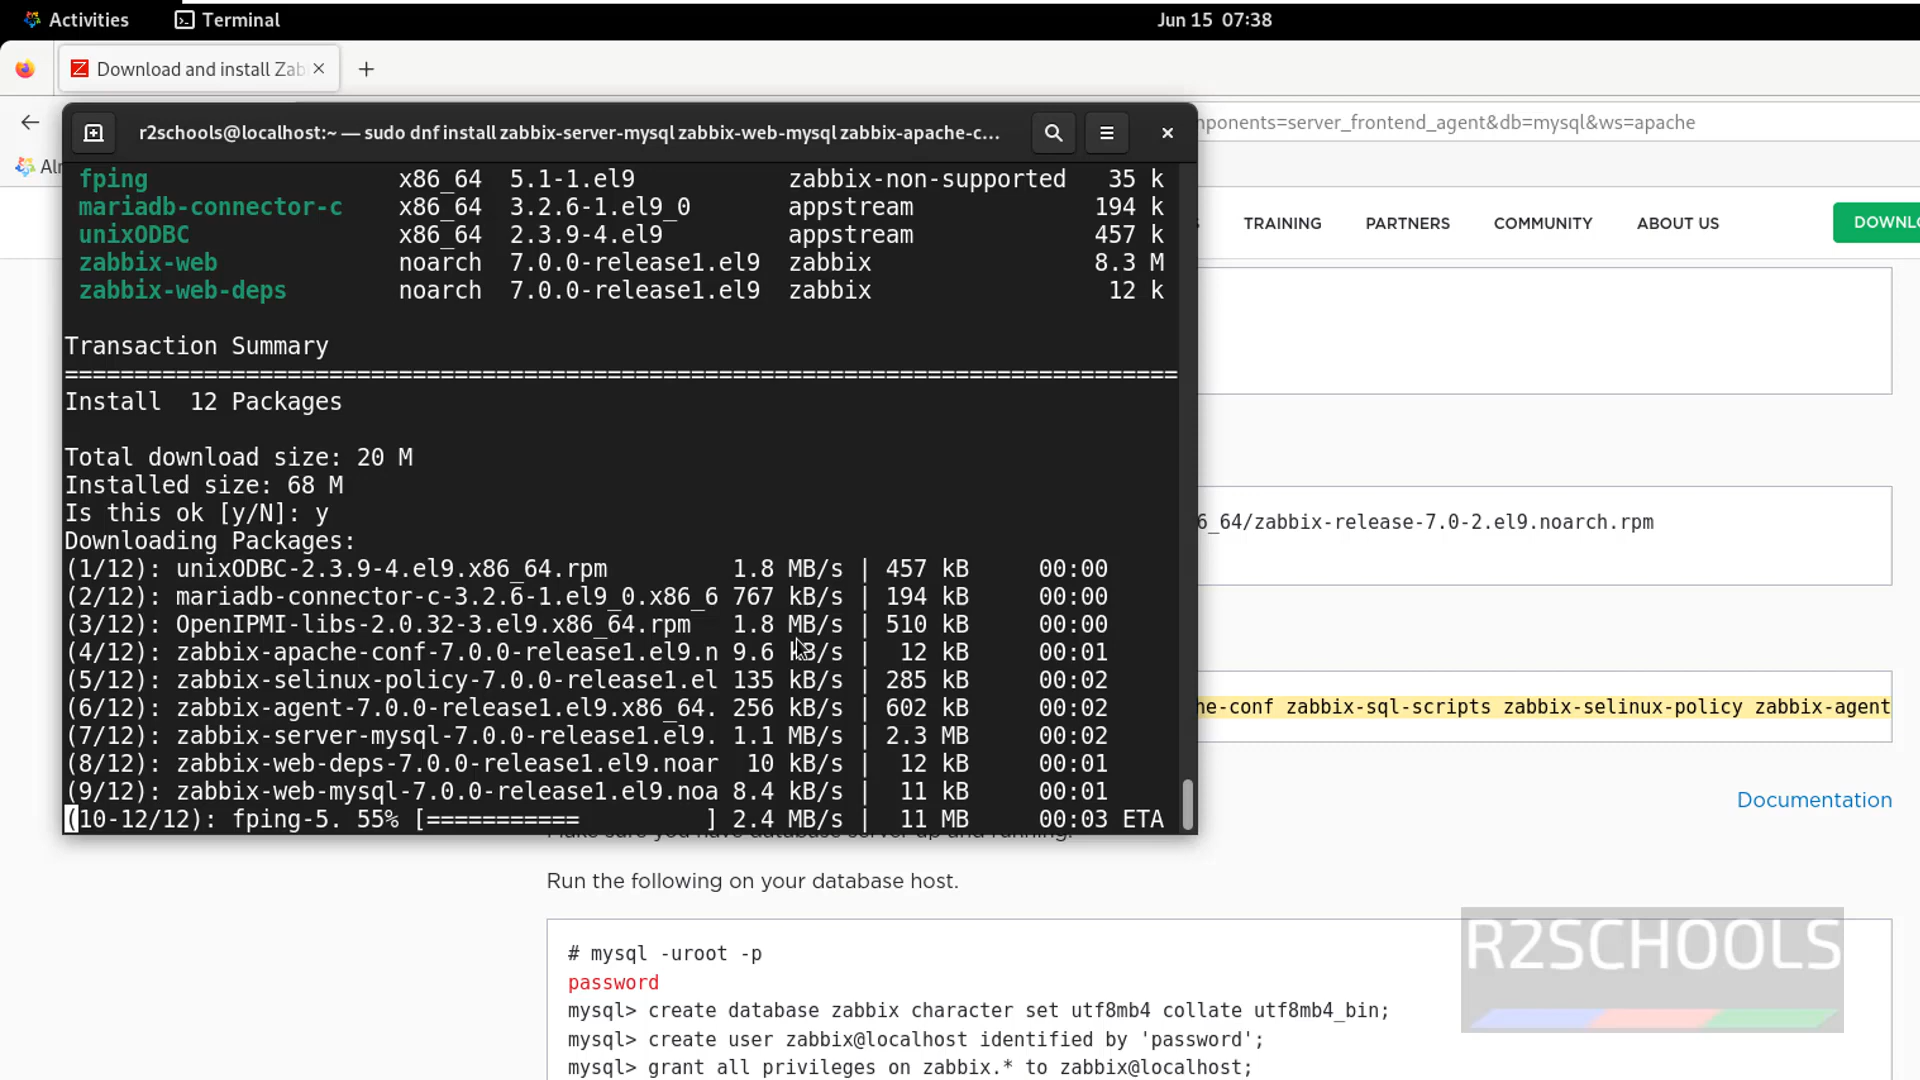 Activities Terminal Jun 15 07:38
Download and install Zab
r2schools@localhost:~ — sudo dnf install zabbix-server-mysql zabbix-web-mysql zabbix-apache-c...
nponents=server_frontend_agent&db=mysql&ws=apache
TRAINING PARTNERS COMMUNITY ABOUT US DOWNL
fping x86_64 5.1-1.el9 zabbix-non-supported 35 k
mariadb-connector-c x86_64 3.2.6-1.el9_0 appstream 194 k
unixODBC x86_64 2.3.9-4.el9 appstream 457 k
zabbix-web noarch 7.0.0-release1.el9 zabbix 8.3 M
zabbix-web-deps noarch 7.0.0-release1.el9 zabbix 12 k
Transaction Summary
================================================================================
Install 12 Packages
Total download size: 20 M
Installed size: 68 M
Is this ok [y/N]: y
Downloading Packages:
(1/12): unixODBC-2.3.9-4.el9.x86_64.rpm 1.8 MB/s | 457 kB 00:00
(2/12): mariadb-connector-c-3.2.6-1.el9_0.x86_6 767 kB/s | 194 kB 00:00
(3/12): OpenIPMI-libs-2.0.32-3.el9.x86_64.rpm 1.8 MB/s | 510 kB 00:00
(4/12): zabbix-apache-conf-7.0.0-release1.el9.n 9.6 kB/s | 12 kB 00:01
(5/12): zabbix-selinux-policy-7.0.0-release1.el 135 kB/s | 285 kB 00:02
(6/12): zabbix-agent-7.0.0-release1.el9.x86_64. 256 kB/s | 602 kB 00:02
(7/12): zabbix-server-mysql-7.0.0-release1.el9. 1.1 MB/s | 2.3 MB 00:02
(8/12): zabbix-web-deps-7.0.0-release1.el9.noar 10 kB/s | 12 kB 00:01
(9/12): zabbix-web-mysql-7.0.0-release1.el9.noa 8.4 kB/s | 11 kB 00:01
(10-12/12): fping-5. 55% [=========== ] 2.4 MB/s | 11 MB 00:03 ETA
6_64/zabbix-release-7.0-2.el9.noarch.rpm
he-conf zabbix-sql-scripts zabbix-selinux-policy zabbix-agent
Documentation
Make sure you have database server up and running.
Run the following on your database host.
# mysql -uroot -p
password
mysql> create database zabbix character set utf8mb4 collate utf8mb4_bin;
mysql> create user zabbix@localhost identified by 'password';
mysql> grant all privileges on zabbix.* to zabbix@localhost;
R2SCHOOLS